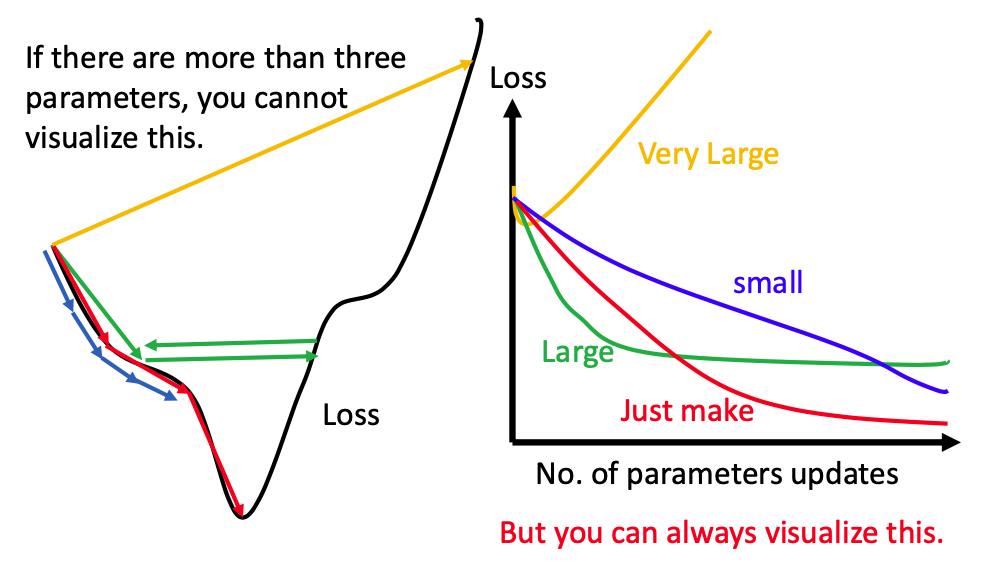 If there are more than three
parameters, you cannot
visualize this.
Loss
Loss
Very Large
small
Large
Just make
No. of parameters updates
But you can always visualize this.